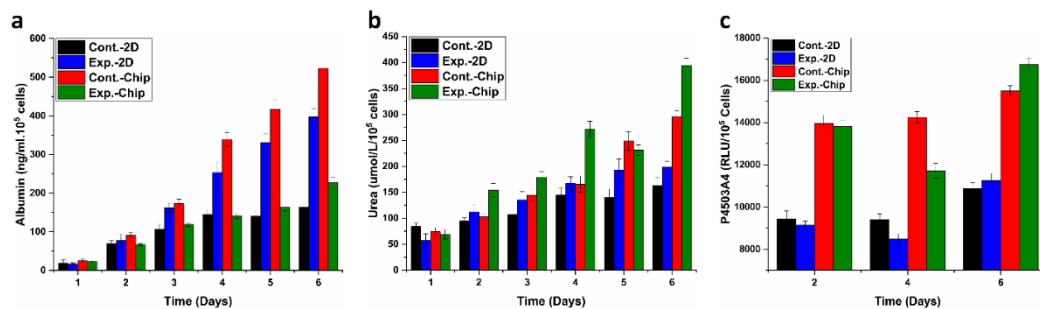 a
600
500
400
300
200
100
0
Albumin (ng/ml.10⁵ cells)
Cont.-2D
Exp.-2D
Cont.-Chip
Exp.-Chip
1 2 3 4 5 6
Time (Days)
b
450
400
350
300
250
200
150
100
50
0
Urea (umol/L/10⁵ cells)
Cont.-2D
Exp.-2D
Cont.-Chip
Exp.-Chip
1 2 3 4 5 6
Time (Days)
c
18000
16000
14000
12000
10000
8000
P4503A4 (RLU/10⁵ Cells)
Cont.-2D
Exp.-2D
Cont.-Chip
Exp.-Chip
2 4 6
Time (Days)